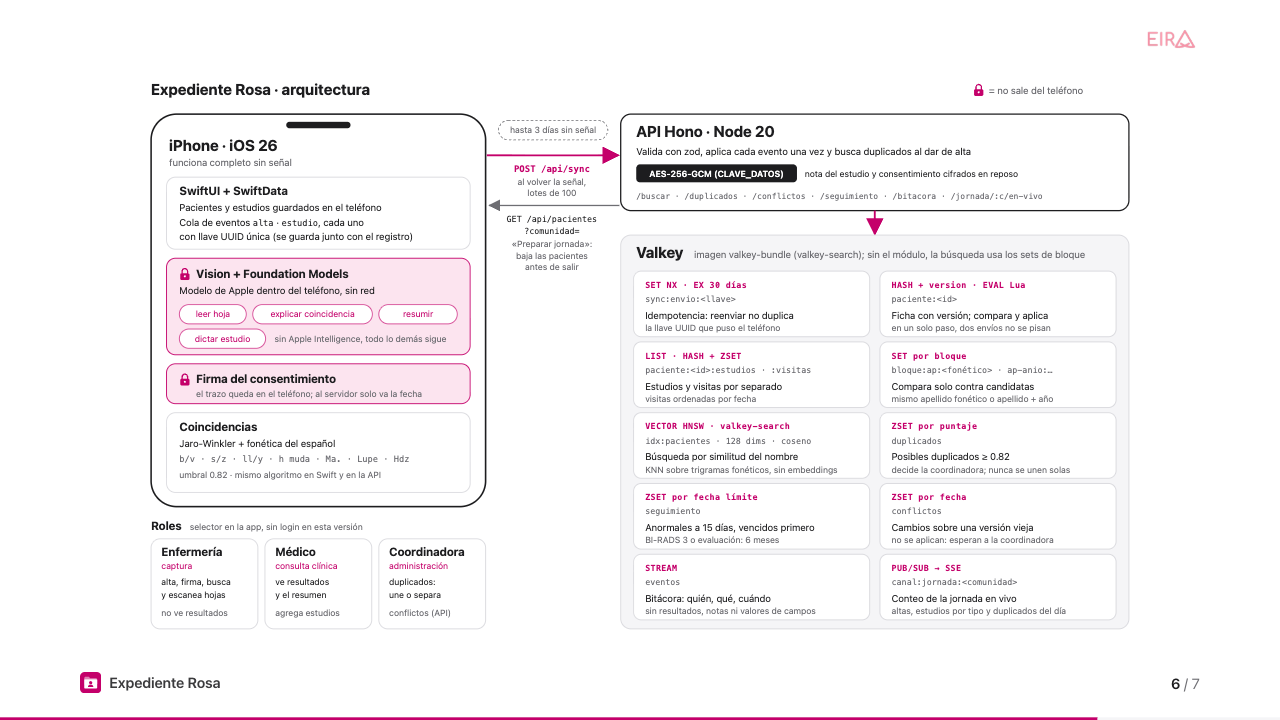 EIRA
Expediente Rosa · arquitectura
= no sale del teléfono
iPhone · iOS 26
funciona completo sin señal
SwiftUI + SwiftData
Pacientes y estudios guardados en el teléfono
Cola de eventos alta · estudio, cada uno
con llave UUID única (se guarda junto con el registro)
Vision + Foundation Models
Modelo de Apple dentro del teléfono, sin red
leer hoja
explicar coincidencia
resumir
dictar estudio
sin Apple Intelligence, todo lo demás sigue
Firma del consentimiento
el trazo queda en el teléfono; al servidor solo va la fecha
Coincidencias
Jaro-Winkler + fonética del español
b/v · s/z · ll/y · h muda · Ma. · Lupe · Hdz
umbral 0.82 · mismo algoritmo en Swift y en la API
hasta 3 días sin señal
POST /api/sync
al volver la señal,
lotes de 100
GET /api/pacientes
?comunidad=
«Preparar jornada»:
baja las pacientes
antes de salir
API Hono · Node 20
Valida con zod, aplica cada evento una vez y busca duplicados al dar de alta
AES-256-GCM (CLAVE_DATOS)
nota del estudio y consentimiento cifrados en reposo
/buscar · /duplicados · /conflictos · /seguimiento · /bitacora · /jornada/:c/en-vivo
Valkey
imagen valkey-bundle (valkey-search); sin el módulo, la búsqueda usa los sets de bloque
SET NX · EX 30 días
sync:envio:<llave>
Idempotencia: reenviar no duplica
la llave UUID que puso el teléfono
HASH + version · EVAL Lua
paciente:<id>
Ficha con versión; compara y aplica
en un solo paso, dos envíos no se pisan
LIST · HASH + ZSET
paciente:<id>:estudios · :visitas
Estudios y visitas por separado
visitas ordenadas por fecha
SET por bloque
bloque:ap:<fonético> · ap-anio:…
Compara solo contra candidatas
mismo apellido fonético o apellido + año
VECTOR HNSW · valkey-search
idx:pacientes · 128 dims · coseno
Búsqueda por similitud del nombre
KNN sobre trigramas fonéticos, sin embeddings
ZSET por puntaje
duplicados
Posibles duplicados ≥ 0.82
decide la coordinadora; nunca se unen solas
ZSET por fecha límite
seguimiento
Anormales a 15 días, vencidos primero
BI-RADS 3 o evaluación: 6 meses
ZSET por fecha
conflictos
Cambios sobre una versión vieja
no se aplican: esperan a la coordinadora
STREAM
eventos
Bitácora: quién, qué, cuándo
sin resultados, notas ni valores de campos
PUB/SUB → SSE
canal:jornada:<comunidad>
Conteo de la jornada en vivo
altas, estudios por tipo y duplicados del día
Roles
selector en la app, sin login en esta versión
Enfermería
captura
alta, firma, busca
y escanea hojas
no ve resultados
Médico
consulta clínica
ve resultados
y el resumen
agrega estudios
Coordinadora
administración
duplicados:
une o separa
conflictos (API)
Expediente Rosa
6 / 7